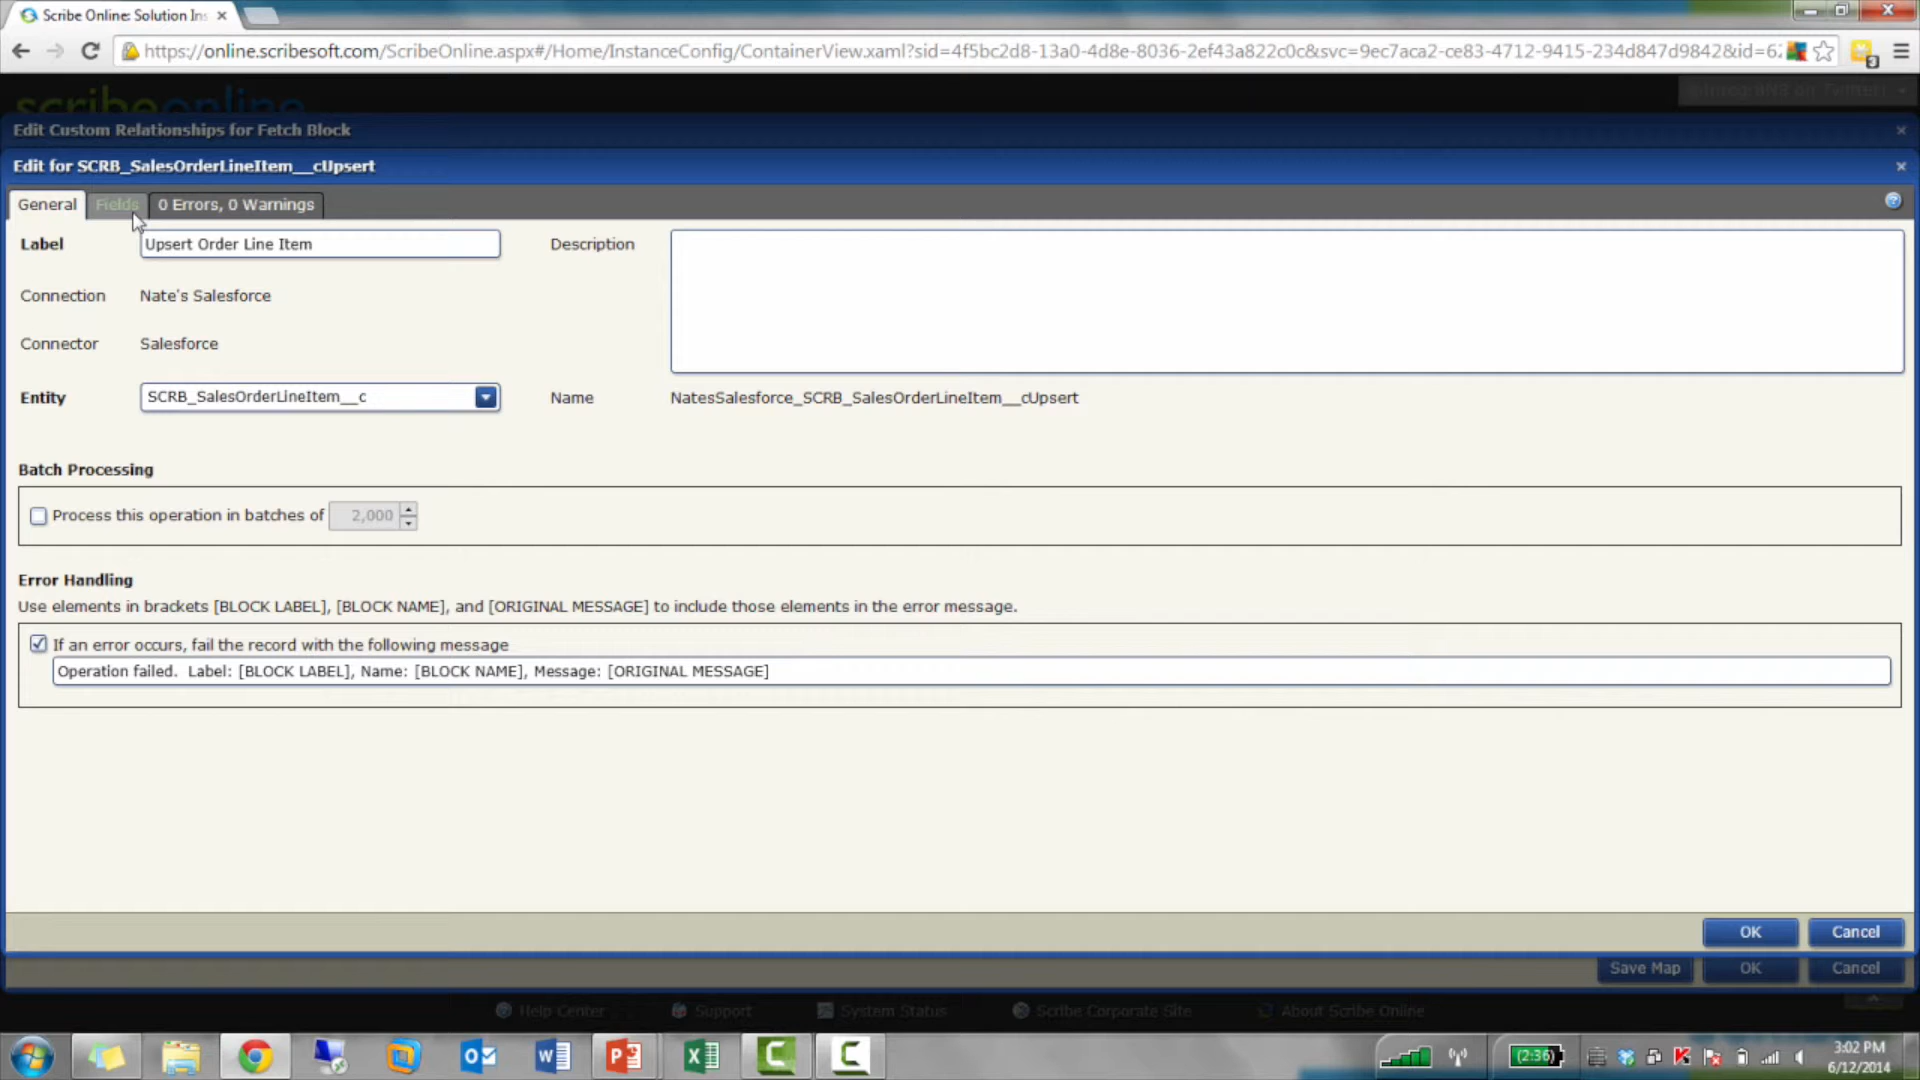 Scribe Online: Solution Ins
https://online.scribesoft.com/ScribeOnline.aspx#/Home/InstanceConfig/ContainerView.xaml?sid=4f5bc2d8-13a0-4d8e-8036-2ef43a822c0c&svc=9ec7aca2-ce83-4712-9415-234d847d9842&id=62
3
scribeonline
Edit Custom Relationships for Fetch Block
Edit for SCRB_SalesOrderLineItem__cUpsert
General Fields 0 Errors, 0 Warnings
Label Upsert Order Line Item Description
Connection Nate's Salesforce
Connector Salesforce
Entity SCRB_SalesOrderLineItem__c Name NatesSalesforce_SCRB_SalesOrderLineItem__cUpsert
Batch Processing
Process this operation in batches of 2,000
Error Handling
Use elements in brackets [BLOCK LABEL], [BLOCK NAME], and [ORIGINAL MESSAGE] to include those elements in the error message.
If an error occurs, fail the record with the following message
Operation failed. Label: [BLOCK LABEL], Name: [BLOCK NAME], Message: [ORIGINAL MESSAGE]
OK Cancel
Save Map OK Cancel
Help Center Support System Status Scribe Corporate Site About Scribe Online
(2:36) 3:02 PM
6/12/2014